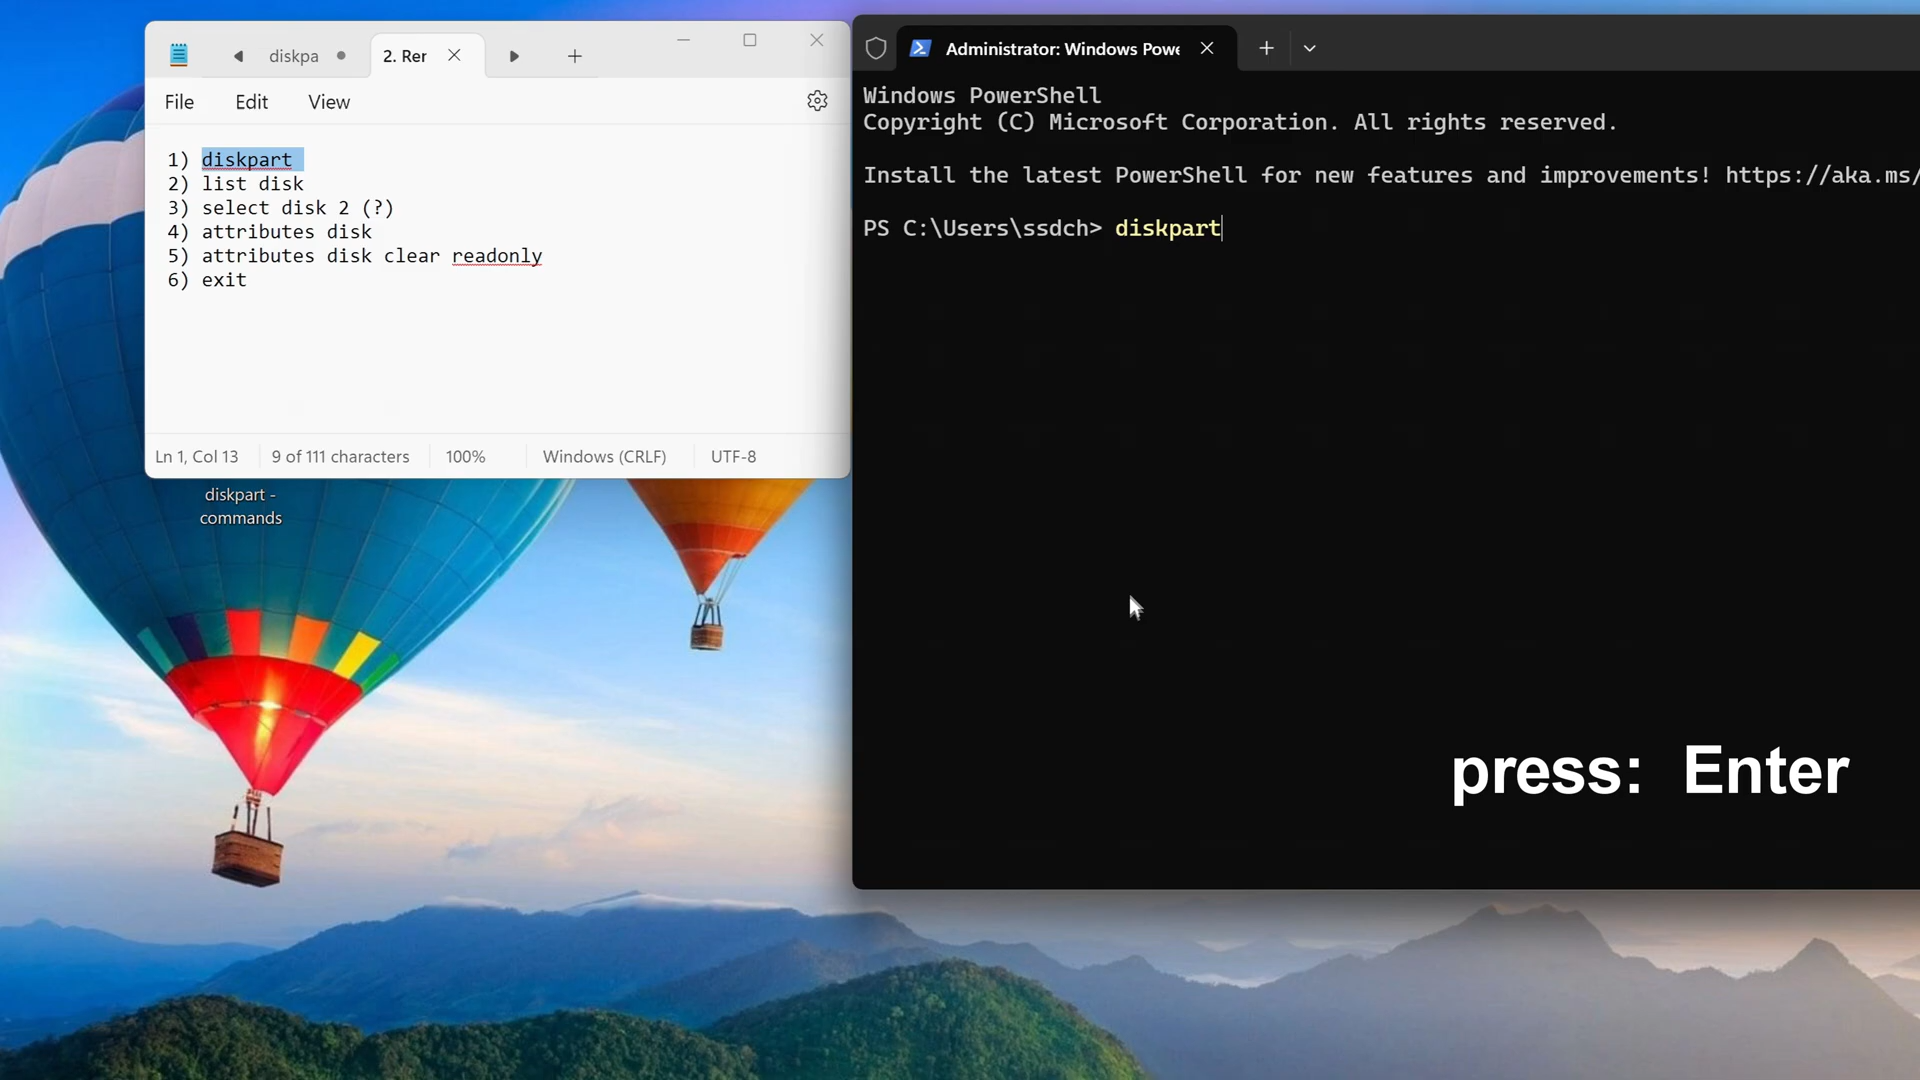 diskpa
2. Rer
File Edit View
1) diskpart
2) list disk
3) select disk 2 (?)
4) attributes disk
5) attributes disk clear readonly
6) exit
Ln 1, Col 13 9 of 111 characters 100% Windows (CRLF) UTF-8
diskpart -
commands
Administrator: Windows Powe
Windows PowerShell
Copyright (C) Microsoft Corporation. All rights reserved.
Install the latest PowerShell for new features and improvements! https://aka.ms/
PS C:\Users\ssdch> diskpart
press: Enter